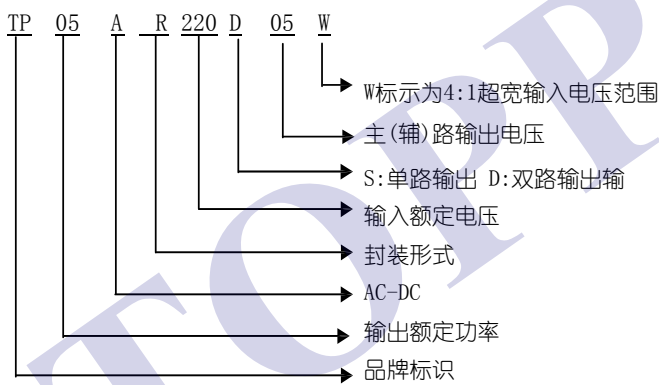 TP 05 A R 220 D 05 W
W标示为4:1超宽输入电压范围
主(辅)路输出电压
S:单路输出 D:双路输出输
输入额定电压
封装形式
AC-DC
输出额定功率
品牌标识
TOPP